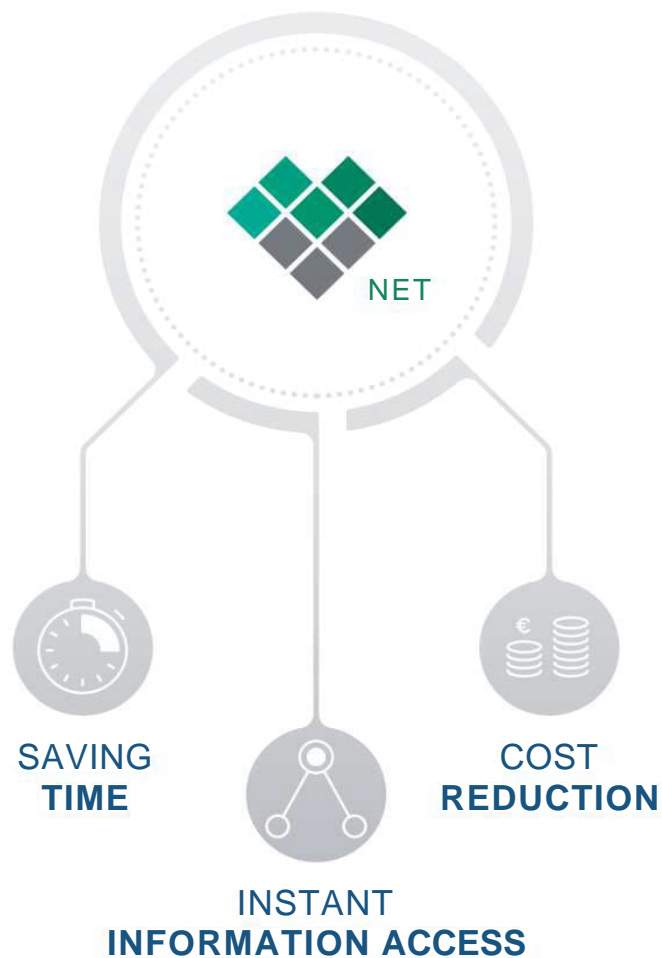 NET
€
SAVING
TIME
COST
REDUCTION
INSTANT
INFORMATION ACCESS